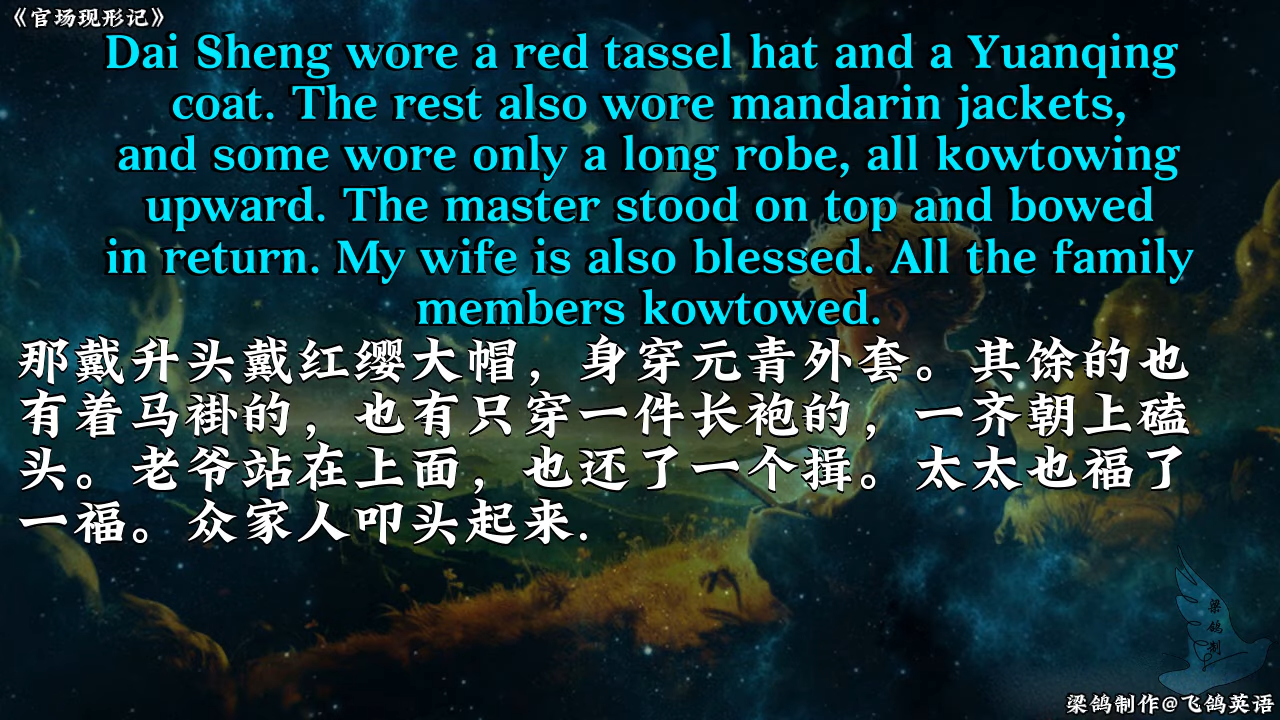 《官场现形记》
Dai Sheng wore a red tassel hat and a Yuanqing
coat. The rest also wore mandarin jackets,
and some wore only a long robe, all kowtowing
upward. The master stood on top and bowed
in return. My wife is also blessed. All the family
members kowtowed.
那戴升头戴红缨大帽，身穿元青外套。其馀的也
有着马褂的，也有只穿一件长袍的，一齐朝上磕
头。老爷站在上面，也还了一个揖。太太也福了
一福。众家人叩头起来.
梁
鸽
制
梁鸽制作@飞鸽英语